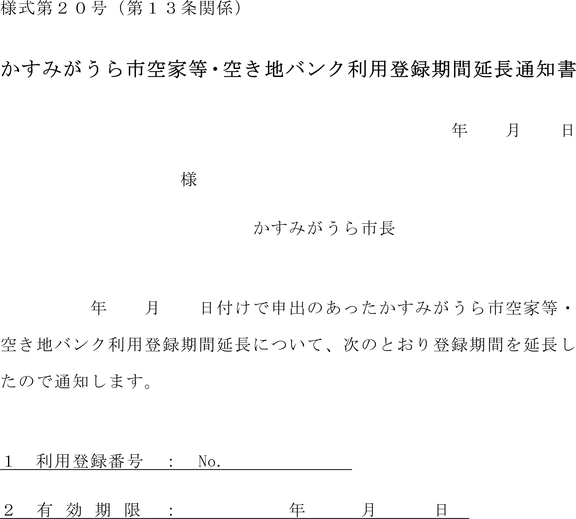 様式第２０号（第１３条関係）
かすみがうら市空家等・空き地バンク利用登録期間延長通知書
年　　月　　日
様
かすみがうら市長
年　　月　　日付けで申出のあったかすみがうら市空家等・
空き地バンク利用登録期間延長について、次のとおり登録期間を延長し
たので通知します。
１　利用登録番号　：　No.
２　有 効 期 限　：　　　　　　年　　　月　　　日